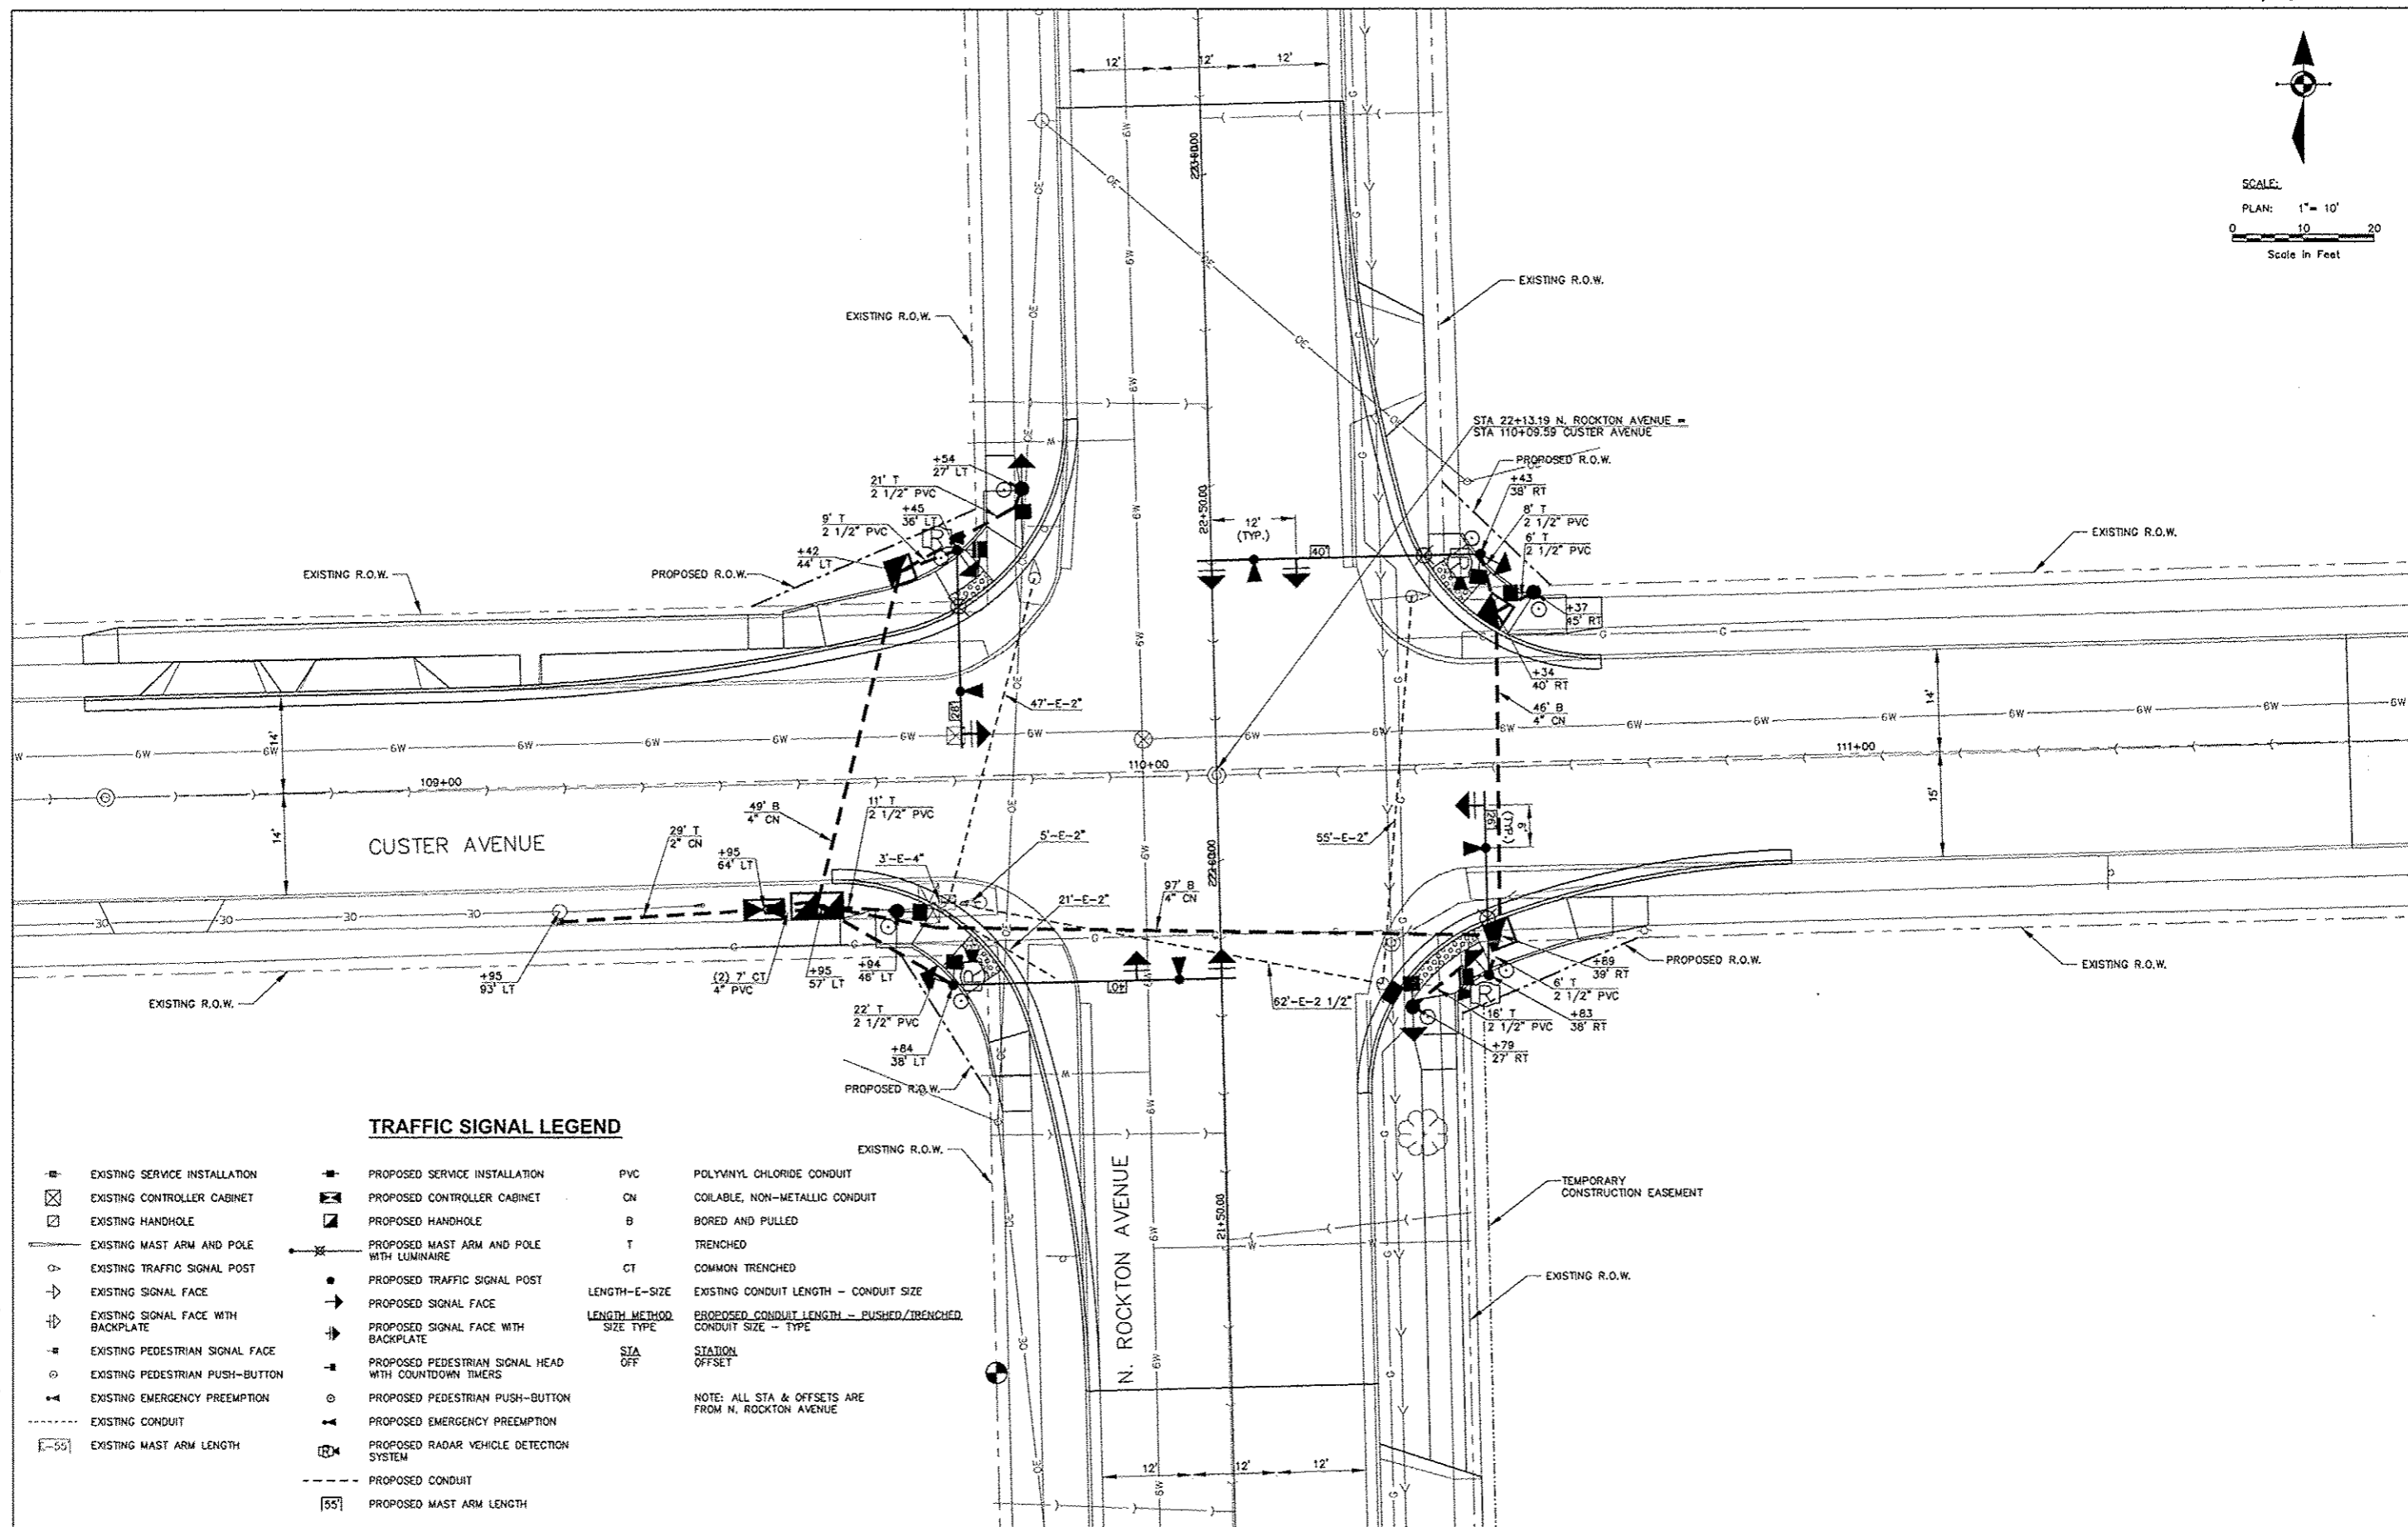 12'
12'
12'
SCALE:
PLAN: 1"= 10'
0 10 20
Scale In Feet
EXISTING R.O.W.
EXISTING R.O.W.
STA 22+13.19 N. ROCKTON AVENUE =
STA 110+09.59 CUSTER AVENUE
PROPOSED R.O.W.
+54
27' LT
21' T
2 1/2" PVC
+45
36' LT
9' T
2 1/2" PVC
+42
44' LT
EXISTING R.O.W.
PROPOSED R.O.W.
22+50.00
12'
(TYP.)
40'
+43
38' RT
8' T
2 1/2" PVC
6' T
2 1/2" PVC
EXISTING R.O.W.
+37
45' RT
+34
40' RT
46' B
4" CN
47'-E-2"
28'
14'
14'
109+00
110+00
111+00
14'
15'
CUSTER AVENUE
49' B
4" CN
11' T
2 1/2" PVC
29' T
2" CN
+95
64' LT
5'-E-2"
3'-E-4"
21'-E-2"
97' B
4" CN
55'-E-2"
26'
6'
(TYP.)
+95
93' LT
(2) 7' CT
4" PVC
+95
57' LT
+94
48' LT
EXISTING R.O.W.
22' T
2 1/2" PVC
+84
38' LT
40'
62'-E-2 1/2"
+89
39' RT
6' T
2 1/2" PVC
16' T
2 1/2" PVC
+83
38' RT
+79
27' RT
PROPOSED R.O.W.
EXISTING R.O.W.
PROPOSED R.O.W.
EXISTING R.O.W.
TEMPORARY
CONSTRUCTION EASEMENT
EXISTING R.O.W.
N. ROCKTON AVENUE
21+50.00
12'
12'
12'
TRAFFIC SIGNAL LEGEND
EXISTING SERVICE INSTALLATION
EXISTING CONTROLLER CABINET
EXISTING HANDHOLE
EXISTING MAST ARM AND POLE
EXISTING TRAFFIC SIGNAL POST
EXISTING SIGNAL FACE
EXISTING SIGNAL FACE WITH
BACKPLATE
EXISTING PEDESTRIAN SIGNAL FACE
EXISTING PEDESTRIAN PUSH-BUTTON
EXISTING EMERGENCY PREEMPTION
EXISTING CONDUIT
E-55'
EXISTING MAST ARM LENGTH
PROPOSED SERVICE INSTALLATION
PROPOSED CONTROLLER CABINET
PROPOSED HANDHOLE
PROPOSED MAST ARM AND POLE
WITH LUMINAIRE
PROPOSED TRAFFIC SIGNAL POST
PROPOSED SIGNAL FACE
PROPOSED SIGNAL FACE WITH
BACKPLATE
PROPOSED PEDESTRIAN SIGNAL HEAD
WITH COUNTDOWN TIMERS
PROPOSED PEDESTRIAN PUSH-BUTTON
PROPOSED EMERGENCY PREEMPTION
PROPOSED RADAR VEHICLE DETECTION
SYSTEM
PROPOSED CONDUIT
55'
PROPOSED MAST ARM LENGTH
PVC POLYVINYL CHLORIDE CONDUIT
CN COILABLE, NON-METALLIC CONDUIT
B BORED AND PULLED
T TRENCHED
CT COMMON TRENCHED
LENGTH-E-SIZE EXISTING CONDUIT LENGTH - CONDUIT SIZE
LENGTH METHOD PROPOSED CONDUIT LENGTH - PUSHED/TRENCHED
SIZE TYPE CONDUIT SIZE - TYPE
STA STATION
OFF OFFSET
NOTE: ALL STA & OFFSETS ARE
FROM N. ROCKTON AVENUE